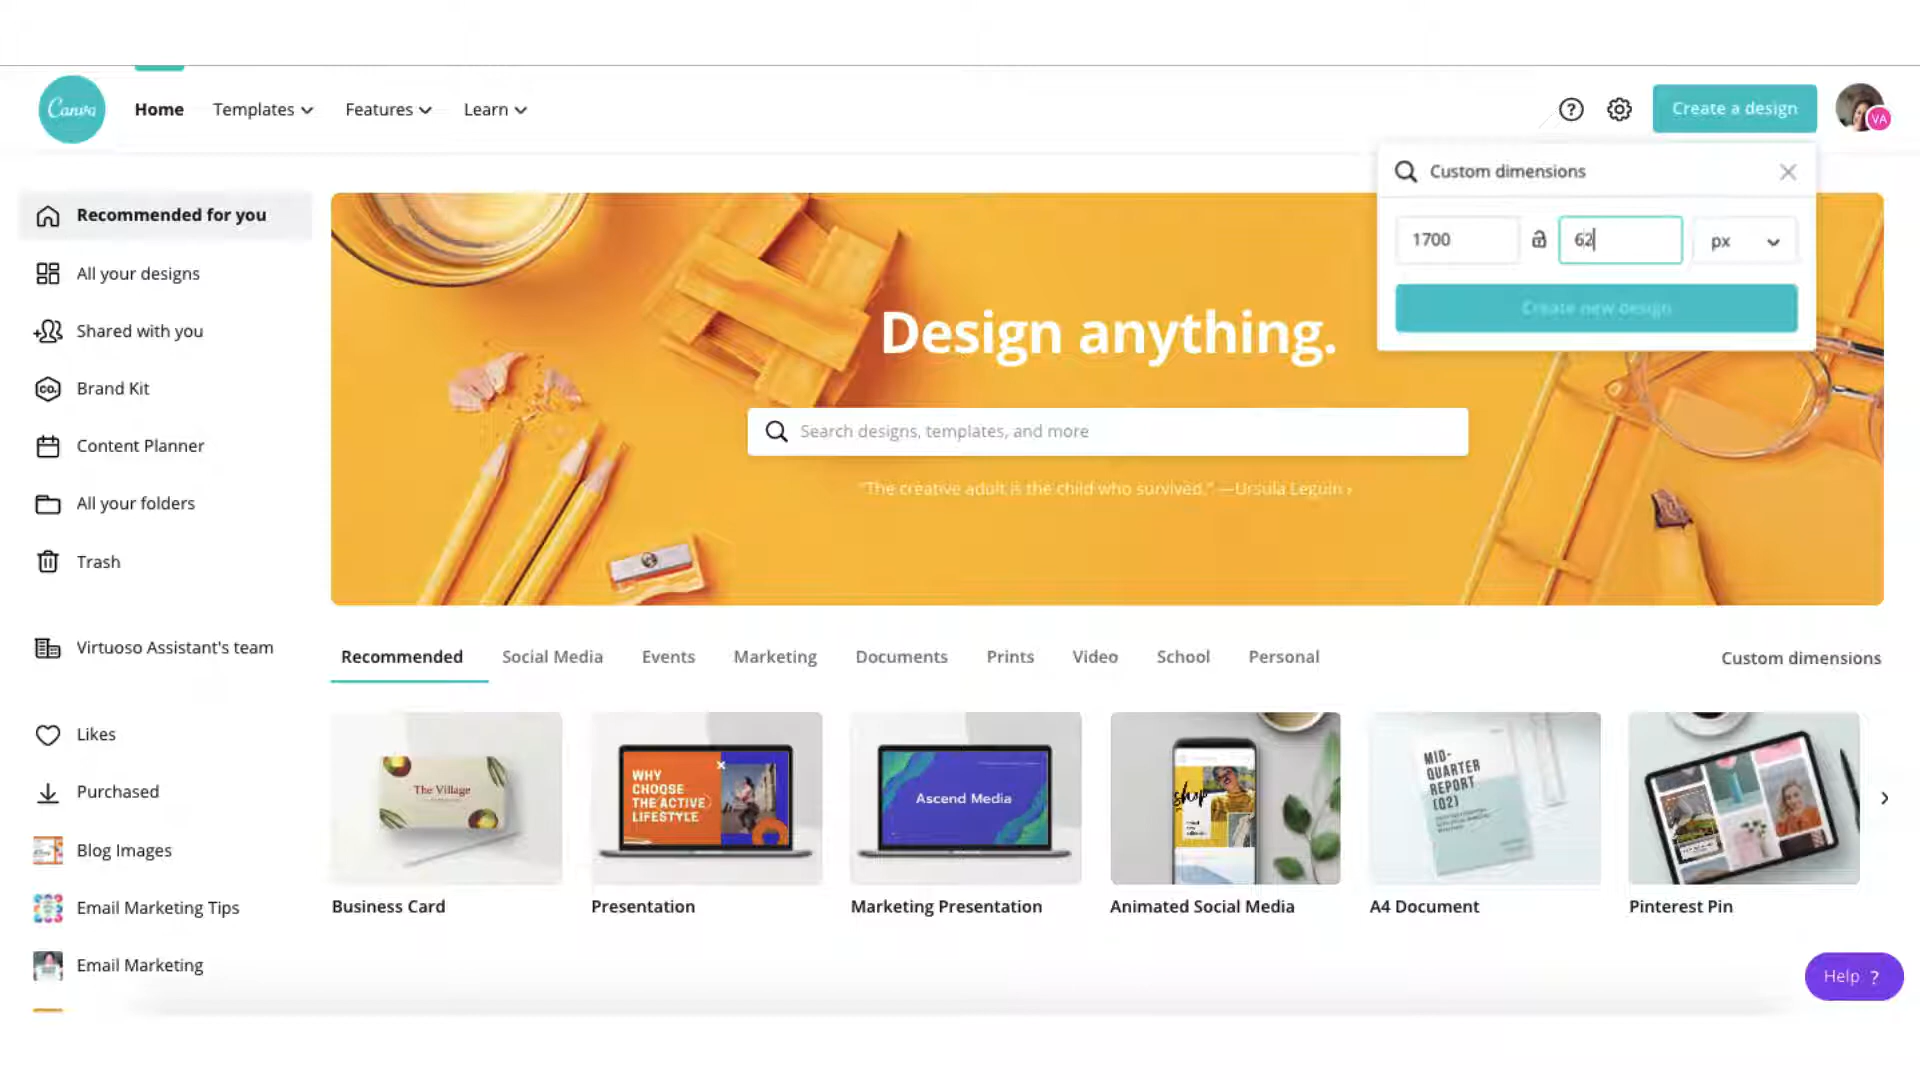 Canva
Home
Templates
Features
Learn
Create a design
VA
Custom dimensions
1700
62
px
Create new design
Recommended for you
All your designs
Shared with you
CO.
Brand Kit
Content Planner
All your folders
Trash
Virtuoso Assistant's team
Likes
Purchased
Blog Images
Email Marketing Tips
Email Marketing
Design anything.
Search designs, templates, and more
"The creative adult is the child who survived." —Ursula Leguin ›
Recommended
Social Media
Events
Marketing
Documents
Prints
Video
School
Personal
Custom dimensions
The Village
WHY
CHOOSE
THE ACTIVE
LIFESTYLE
Ascend Media
shop
MID-
QUARTER
REPORT
(Q2)
Business Card
Presentation
Marketing Presentation
Animated Social Media
A4 Document
Pinterest Pin
Help ?